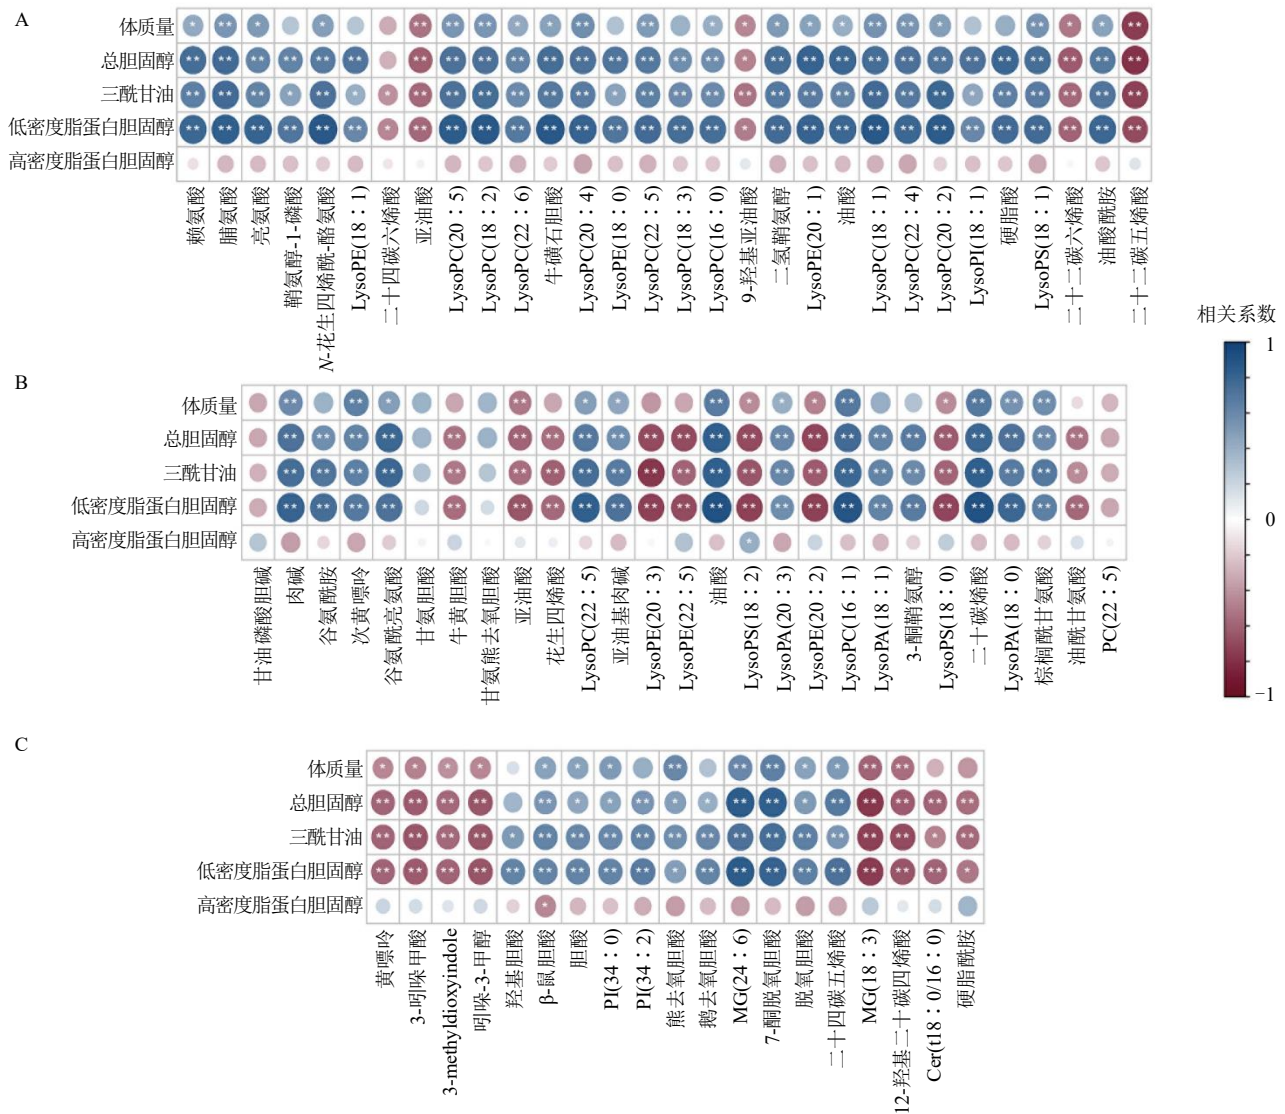 A
体质量
总胆固醇
三酰甘油
低密度脂蛋白胆固醇
高密度脂蛋白胆固醇
赖氨酸
脯氨酸
亮氨酸
鞘氨醇-1-磷酸
N-花生四烯酰-酪氨酸
LysoPE(18∶1)
二十四碳六烯酸
亚油酸
LysoPC(20∶5)
LysoPC(18∶2)
LysoPC(22∶6)
牛磺石胆酸
LysoPC(20∶4)
LysoPE(18∶0)
LysoPC(22∶5)
LysoPC(18∶3)
LysoPC(16∶0)
9-羟基亚油酸
二氢鞘氨醇
LysoPE(20∶1)
油酸
LysoPC(18∶1)
LysoPC(22∶4)
LysoPC(20∶2)
LysoPI(18∶1)
硬脂酸
LysoPS(18∶1)
二十二碳六烯酸
油酸酰胺
二十二碳五烯酸
相关系数
1
0
−1
B
体质量
总胆固醇
三酰甘油
低密度脂蛋白胆固醇
高密度脂蛋白胆固醇
甘油磷酸胆碱
肉碱
谷氨酰胺
次黄嘌呤
谷氨酰亮氨酸
甘氨胆酸
牛黄胆酸
甘氨熊去氧胆酸
亚油酸
花生四烯酸
LysoPC(22∶5)
亚油基肉碱
LysoPE(20∶3)
LysoPE(22∶5)
油酸
LysoPS(18∶2)
LysoPA(20∶3)
LysoPE(20∶2)
LysoPC(16∶1)
LysoPA(18∶1)
3-酮鞘氨醇
LysoPS(18∶0)
二十碳烯酸
LysoPA(18∶0)
棕榈酰甘氨酸
油酰甘氨酸
PC(22∶5)
C
体质量
总胆固醇
三酰甘油
低密度脂蛋白胆固醇
高密度脂蛋白胆固醇
黄嘌呤
3-吲哚甲酸
3-methyldioxyindole
吲哚-3-甲醇
羟基胆酸
β-鼠胆酸
胆酸
PI(34∶0)
PI(34∶2)
熊去氧胆酸
鹅去氧胆酸
MG(24∶6)
7-酮脱氧胆酸
脱氧胆酸
二十四碳五烯酸
MG(18∶3)
12-羟基二十碳四烯酸
Cer(t18∶0/16∶0)
硬脂酰胺